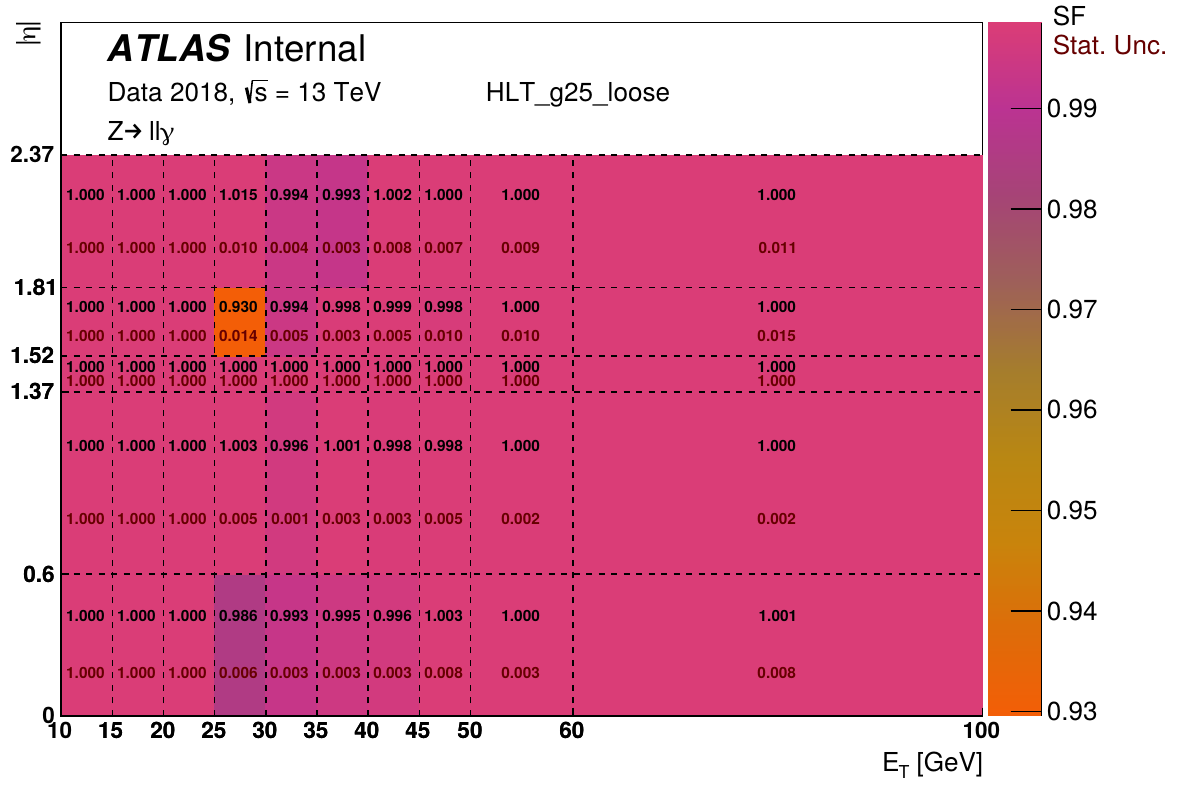 |η|
SF
Stat. Unc.
ATLAS Internal
Data 2018, √s = 13 TeV HLT_g25_loose
Z→ llγ
0.99
0.98
0.97
0.96
0.95
0.94
0.93
2.37
1.000 1.000 1.000 1.015 0.994 0.993 1.002 1.000 1.000 1.000
1.000 1.000 1.000 0.010 0.004 0.003 0.008 0.007 0.009 0.011
1.81
1.000 1.000 1.000 0.930 0.994 0.998 0.999 0.998 1.000 1.000
1.000 1.000 1.000 0.014 0.005 0.003 0.005 0.010 0.010 0.015
1.52
1.000 1.000 1.000 1.000 1.000 1.000 1.000 1.000 1.000 1.000
1.000 1.000 1.000 1.000 1.000 1.000 1.000 1.000 1.000 1.000
1.37
1.000 1.000 1.000 1.003 0.996 1.001 0.998 0.998 1.000 1.000
1.000 1.000 1.000 0.005 0.001 0.003 0.003 0.005 0.002 0.002
0.6
1.000 1.000 1.000 0.986 0.993 0.995 0.996 1.003 1.000 1.001
1.000 1.000 1.000 0.006 0.003 0.003 0.003 0.008 0.003 0.008
0
10 15 20 25 30 35 40 45 50 60 100
E_T [GeV]